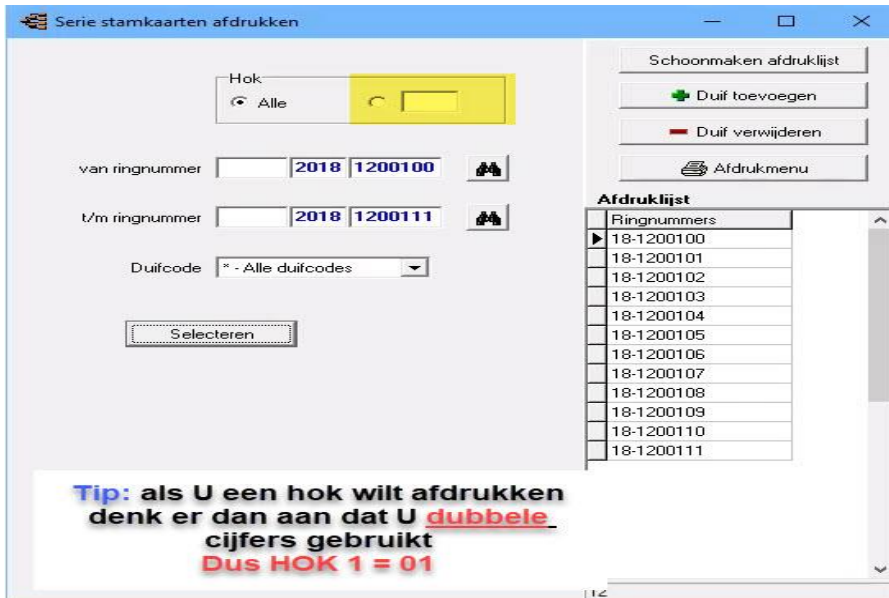 Serie stamkaarten afdrukken
Hok
Alle
van ringnummer 2018 1200100
t/m ringnummer 2018 1200111
Duifcode * - Alle duifcodes
Selecteren
Schoonmaken afdruklijst
Duif toevoegen
Duif verwijderen
Afdrukmenu
Afdruklijst
Ringnummers
18-1200100
18-1200101
18-1200102
18-1200103
18-1200104
18-1200105
18-1200106
18-1200107
18-1200108
18-1200109
18-1200110
18-1200111
12
Tip: als U een hok wilt afdrukken
denk er dan aan dat U dubbele
cijfers gebruikt
Dus HOK 1 = 01